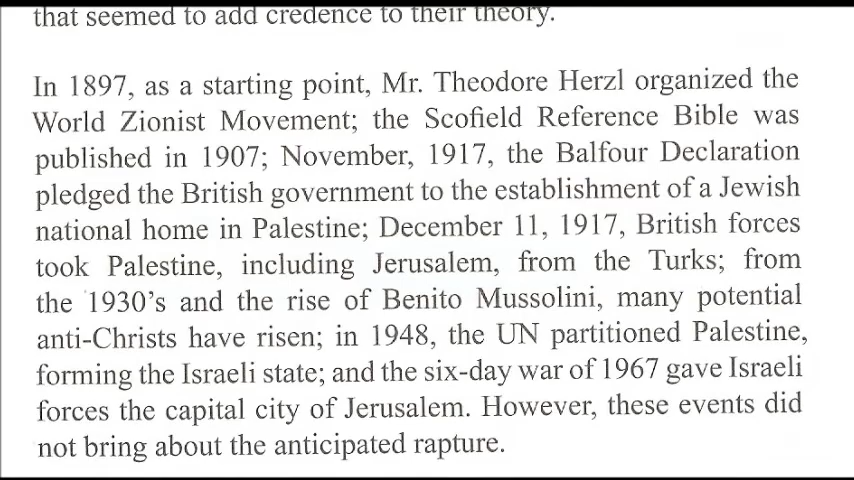 that seemed to add credence to their theory.
In 1897, as a starting point, Mr. Theodore Herzl organized the
World Zionist Movement; the Scofield Reference Bible was
published in 1907; November, 1917, the Balfour Declaration
pledged the British government to the establishment of a Jewish
national home in Palestine; December 11, 1917, British forces
took Palestine, including Jerusalem, from the Turks; from
the 1930's and the rise of Benito Mussolini, many potential
anti-Christs have risen; in 1948, the UN partitioned Palestine,
forming the Israeli state; and the six-day war of 1967 gave Israeli
forces the capital city of Jerusalem. However, these events did
not bring about the anticipated rapture.